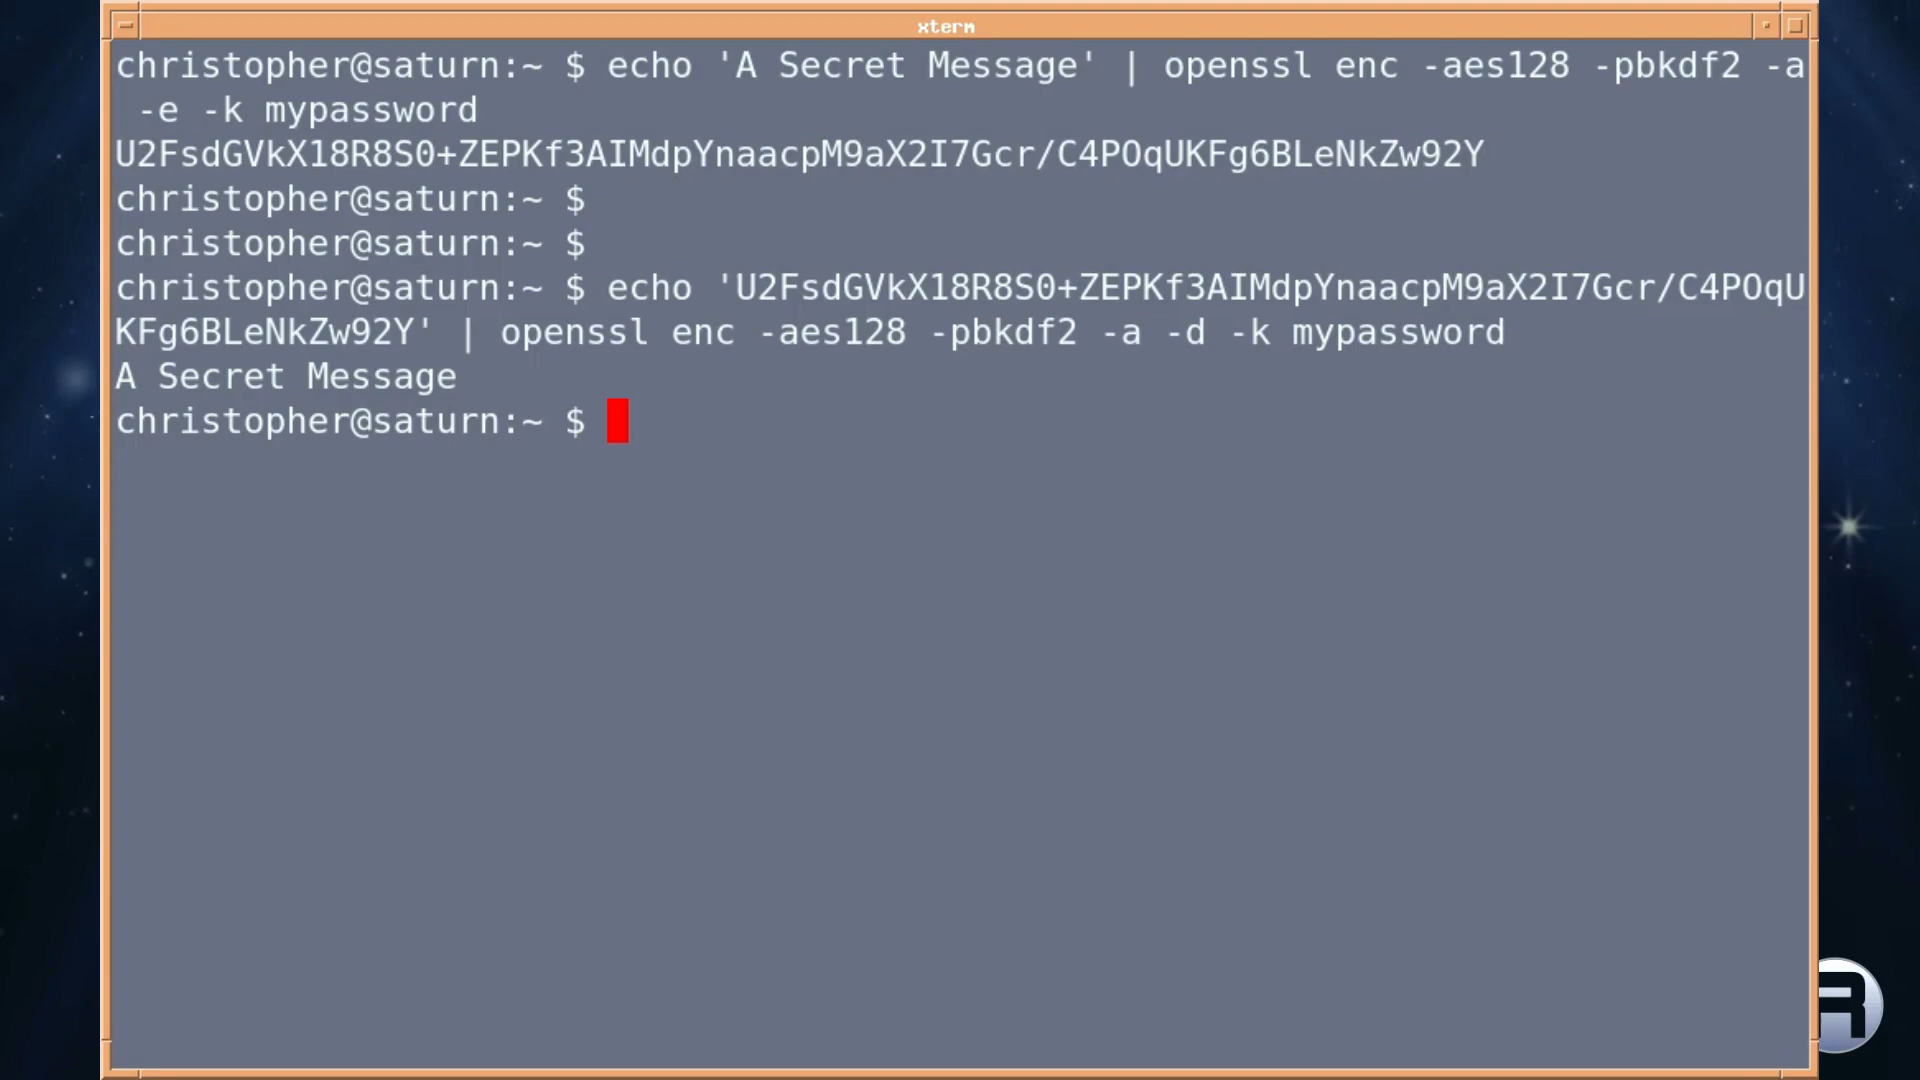 xterm
christopher@saturn:~ $ echo 'A Secret Message' | openssl enc -aes128 -pbkdf2 -a
 -e -k mypassword
U2FsdGVkX18R8S0+ZEPKf3AIMdpYnaacpM9aX2I7Gcr/C4POqUKFg6BLeNkZw92Y
christopher@saturn:~ $
christopher@saturn:~ $
christopher@saturn:~ $ echo 'U2FsdGVkX18R8S0+ZEPKf3AIMdpYnaacpM9aX2I7Gcr/C4POqU
KFg6BLeNkZw92Y' | openssl enc -aes128 -pbkdf2 -a -d -k mypassword
A Secret Message
christopher@saturn:~ $
R